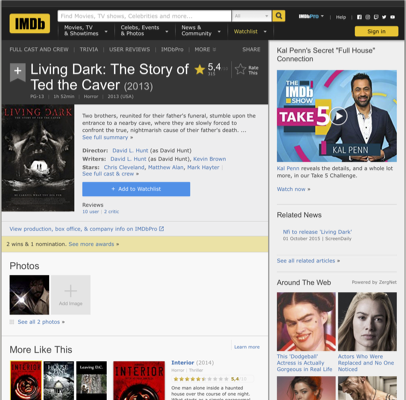 IMDb
Find Movies, TV shows, Celebrities and more...
All
IMDbPro
Help
Movies, TV
& Showtimes
Celebs, Events
& Photos
News &
Community
Watchlist
Sign in
FULL CAST AND CREW | TRIVIA | USER REVIEWS | IMDbPro | MORE
SHARE
Living Dark: The Story of
Ted the Caver (2013)
5,4
Rate
This
PG-13 | 1h 52min | Horror | 2013 (USA)
LIVING DARK
Two brothers, reunited for their father's funeral, stumble upon the
entrance to a nearby cave, where they are slowly forced to
confront the true, nightmarish cause of their father's death. ...
See full summary »
Director: David L. Hunt (as David Hunt)
Writers: David L. Hunt (as David Hunt), Kevin Brown
Stars: Chris Cleveland, Matthew Alan, Mark Hayter
See full cast & crew »
+ Add to Watchlist
Reviews
10 user | 2 critic
View production, box office, & company info on IMDbPro
2 wins & 1 nomination. See more awards »
Photos
Add Image
See all 2 photos »
More Like This
Learn more
Leaving D.C.
Interior (2014)
Horror | Thriller
5,4
One man alone inside a haunted
house over the course of one night.
Kal Penn's Secret "Full House"
Connection
THE
IMDb
SHOW
TAKE 5
KAL PENN
Kal Penn reveals the details, and a whole lot
more, in our Take 5 Challenge.
Watch now »
Related News
Nfi to release 'Living Dark'
01 October 2015 | ScreenDaily
See all related articles »
Around The Web
Powered by ZergNet
This 'Dodgeball'
Actress is Actually
Gorgeous in Real Life
Actors Who Were
Replaced and No One
Noticed